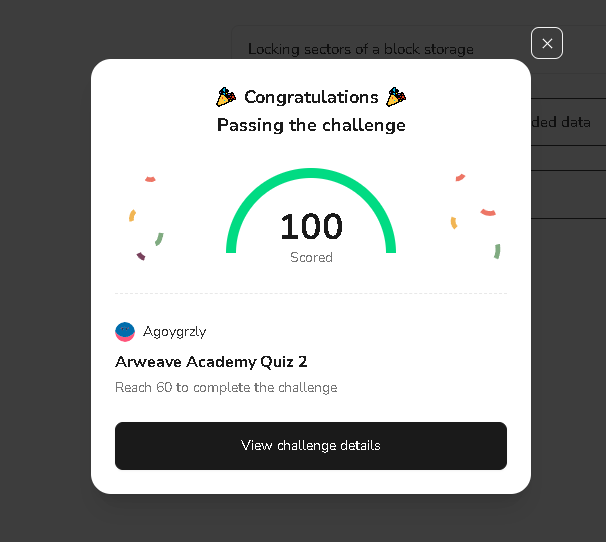 Locking sectors of a block storage
🎉 Congratulations 🎉
Passing the challenge
ded data
100
Scored
Agoygrzly
Arweave Academy Quiz 2
Reach 60 to complete the challenge
View challenge details